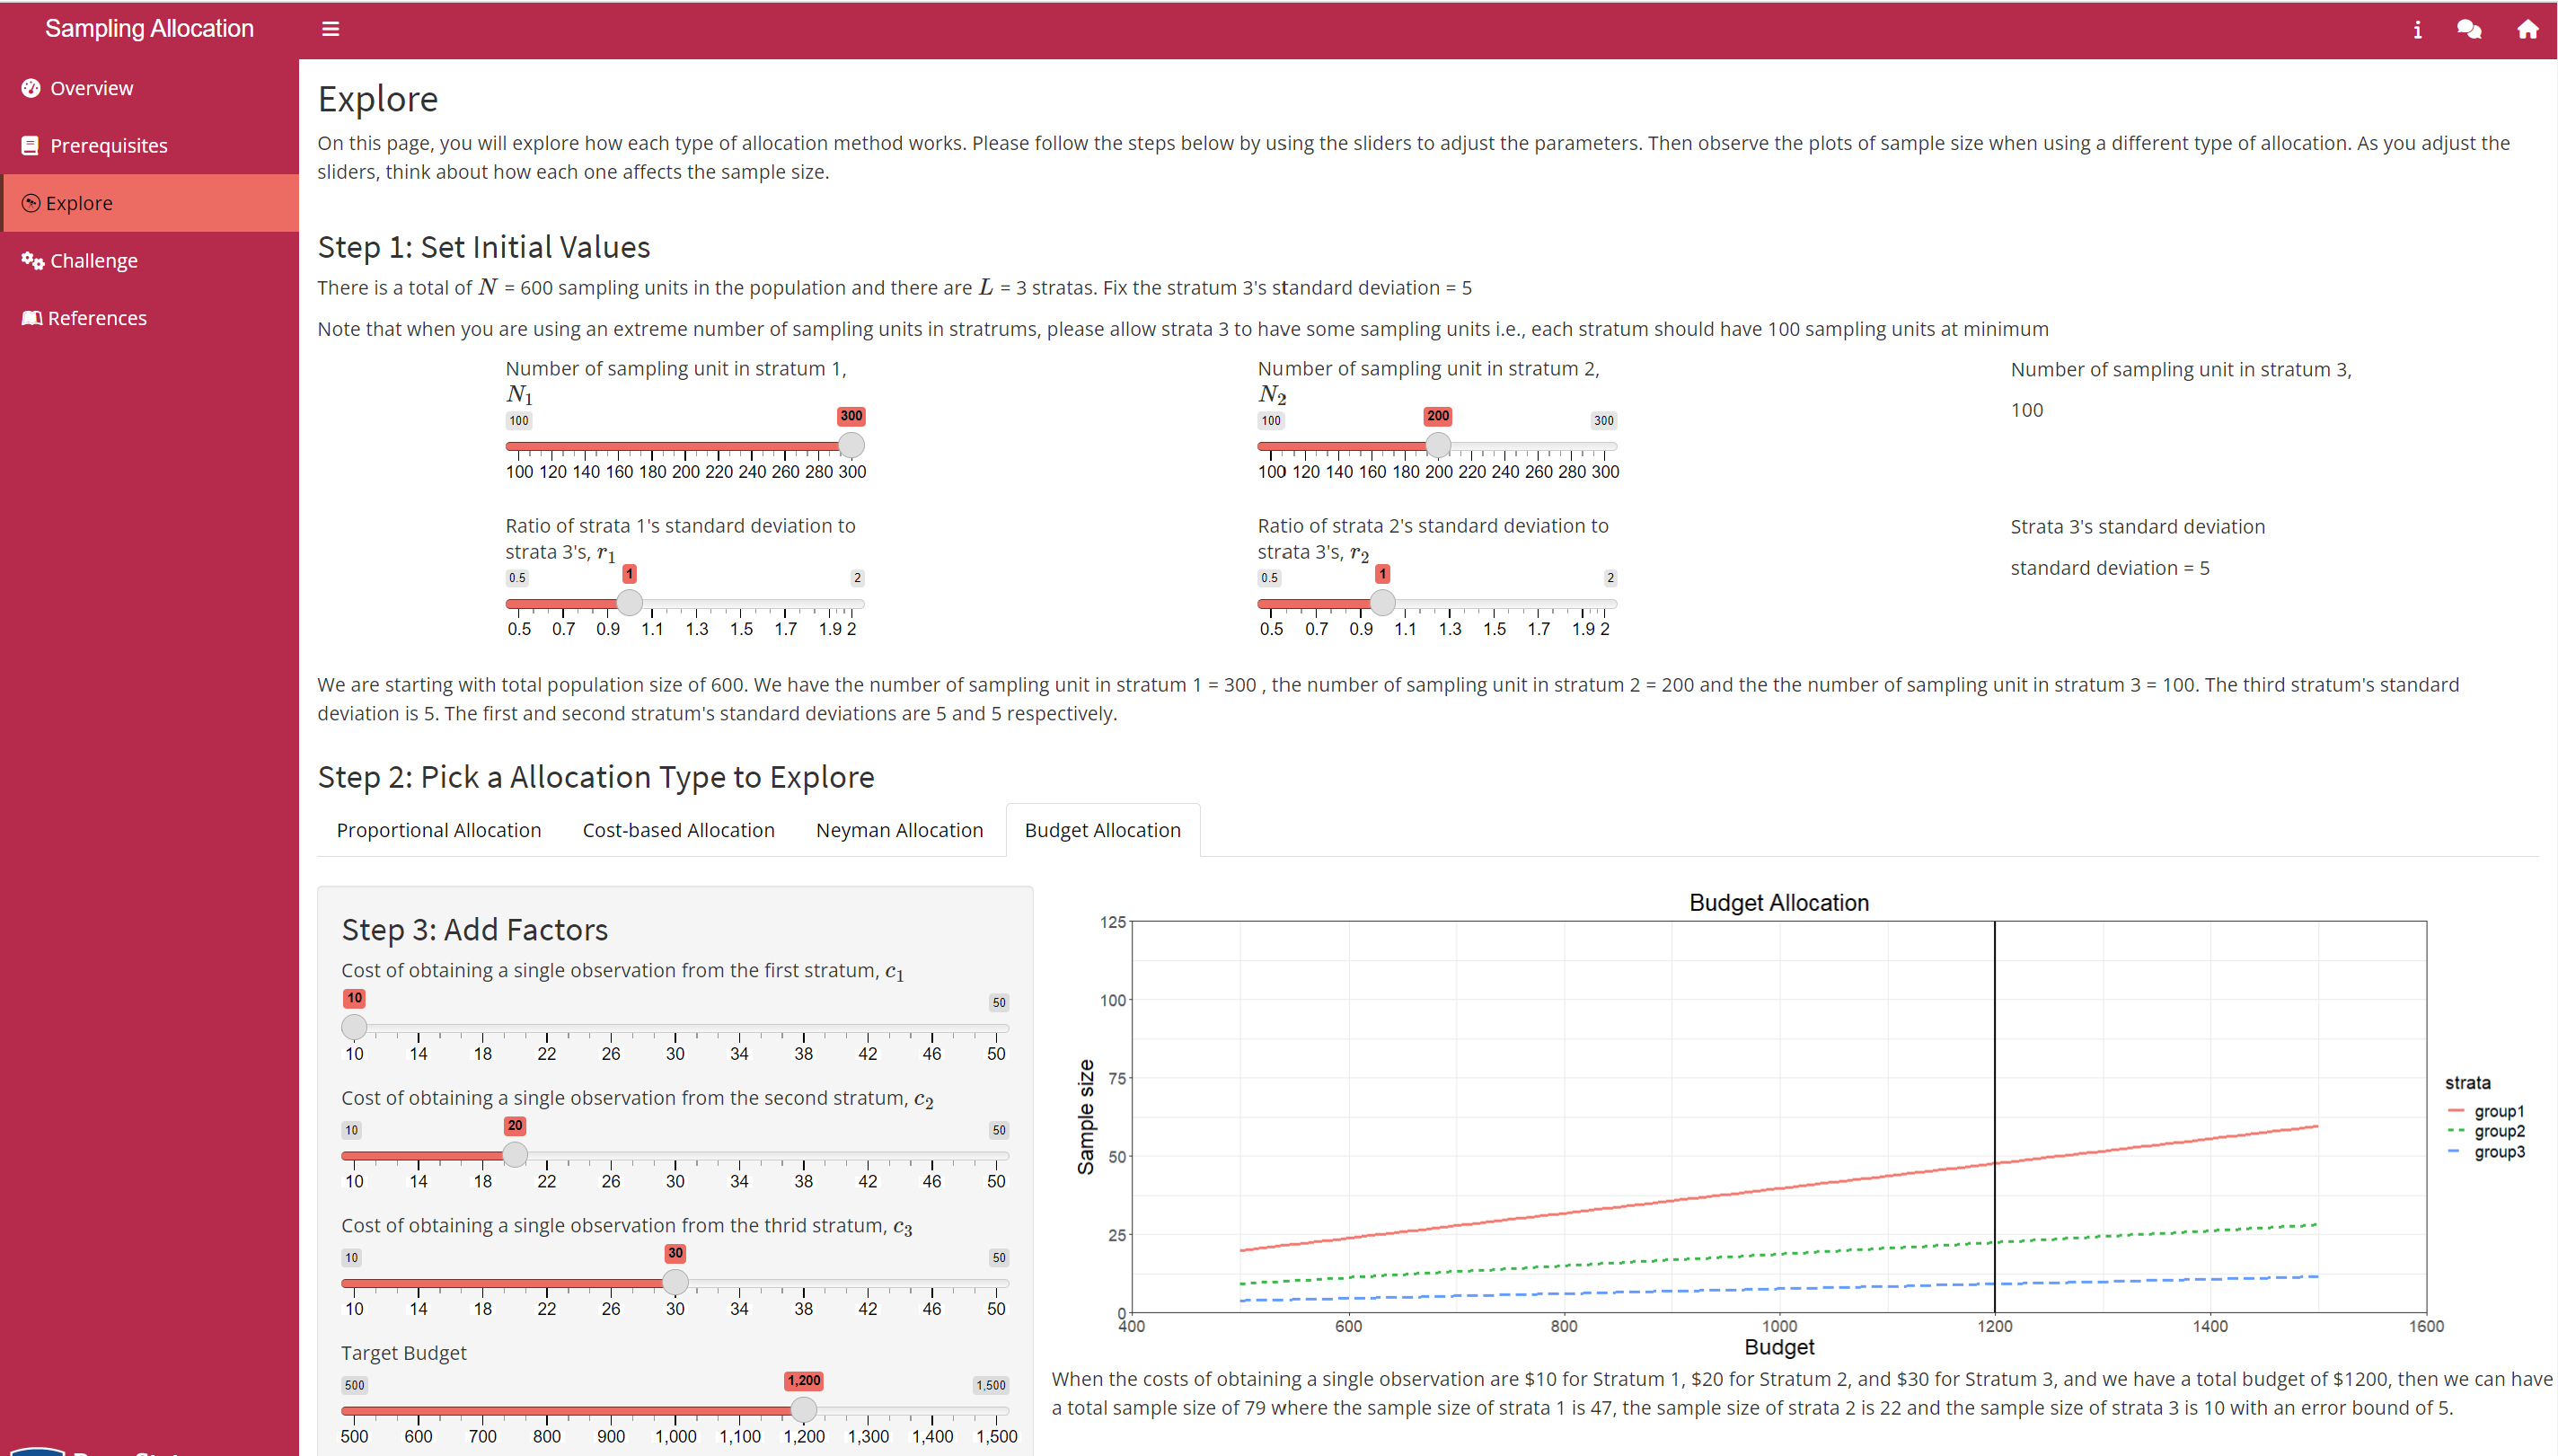 Sampling Allocation
Overview
Prerequisites
Explore
Challenge
References
Explore
On this page, you will explore how each type of allocation method works. Please follow the steps below by using the sliders to adjust the parameters. Then observe the plots of sample size when using a different type of allocation. As you adjust the
sliders, think about how each one affects the sample size.
Step 1: Set Initial Values
There is a total of N = 600 sampling units in the population and there are L = 3 stratas. Fix the stratum 3's standard deviation = 5
Note that when you are using an extreme number of sampling units in stratrums, please allow strata 3 to have some sampling units i.e., each stratum should have 100 sampling units at minimum
Number of sampling unit in stratum 1,
N1
100 300
100 120 140 160 180 200 220 240 260 280 300
Number of sampling unit in stratum 2,
N2
100 200 300
100 120 140 160 180 200 220 240 260 280 300
Number of sampling unit in stratum 3,
100
Ratio of strata 1's standard deviation to
strata 3's, r1
0.5 1 2
0.5 0.7 0.9 1.1 1.3 1.5 1.7 1.9 2
Ratio of strata 2's standard deviation to
strata 3's, r2
0.5 1 2
0.5 0.7 0.9 1.1 1.3 1.5 1.7 1.9 2
Strata 3's standard deviation
standard deviation = 5
We are starting with total population size of 600. We have the number of sampling unit in stratum 1 = 300 , the number of sampling unit in stratum 2 = 200 and the the number of sampling unit in stratum 3 = 100. The third stratum's standard
deviation is 5. The first and second stratum's standard deviations are 5 and 5 respectively.
Step 2: Pick a Allocation Type to Explore
Proportional Allocation Cost-based Allocation Neyman Allocation Budget Allocation
Step 3: Add Factors
Cost of obtaining a single observation from the first stratum, c1
10 50
10 14 18 22 26 30 34 38 42 46 50
Cost of obtaining a single observation from the second stratum, c2
10 20 50
10 14 18 22 26 30 34 38 42 46 50
Cost of obtaining a single observation from the thrid stratum, c3
10 30 50
10 14 18 22 26 30 34 38 42 46 50
Target Budget
500 1,200 1,500
500 600 700 800 900 1,000 1,100 1,200 1,300 1,400 1,500
Budget Allocation
125
100
75
50
25
0
Sample size
400 600 800 1000 1200 1400 1600
Budget
strata
group1
group2
group3
When the costs of obtaining a single observation are $10 for Stratum 1, $20 for Stratum 2, and $30 for Stratum 3, and we have a total budget of $1200, then we can have
a total sample size of 79 where the sample size of strata 1 is 47, the sample size of strata 2 is 22 and the sample size of strata 3 is 10 with an error bound of 5.